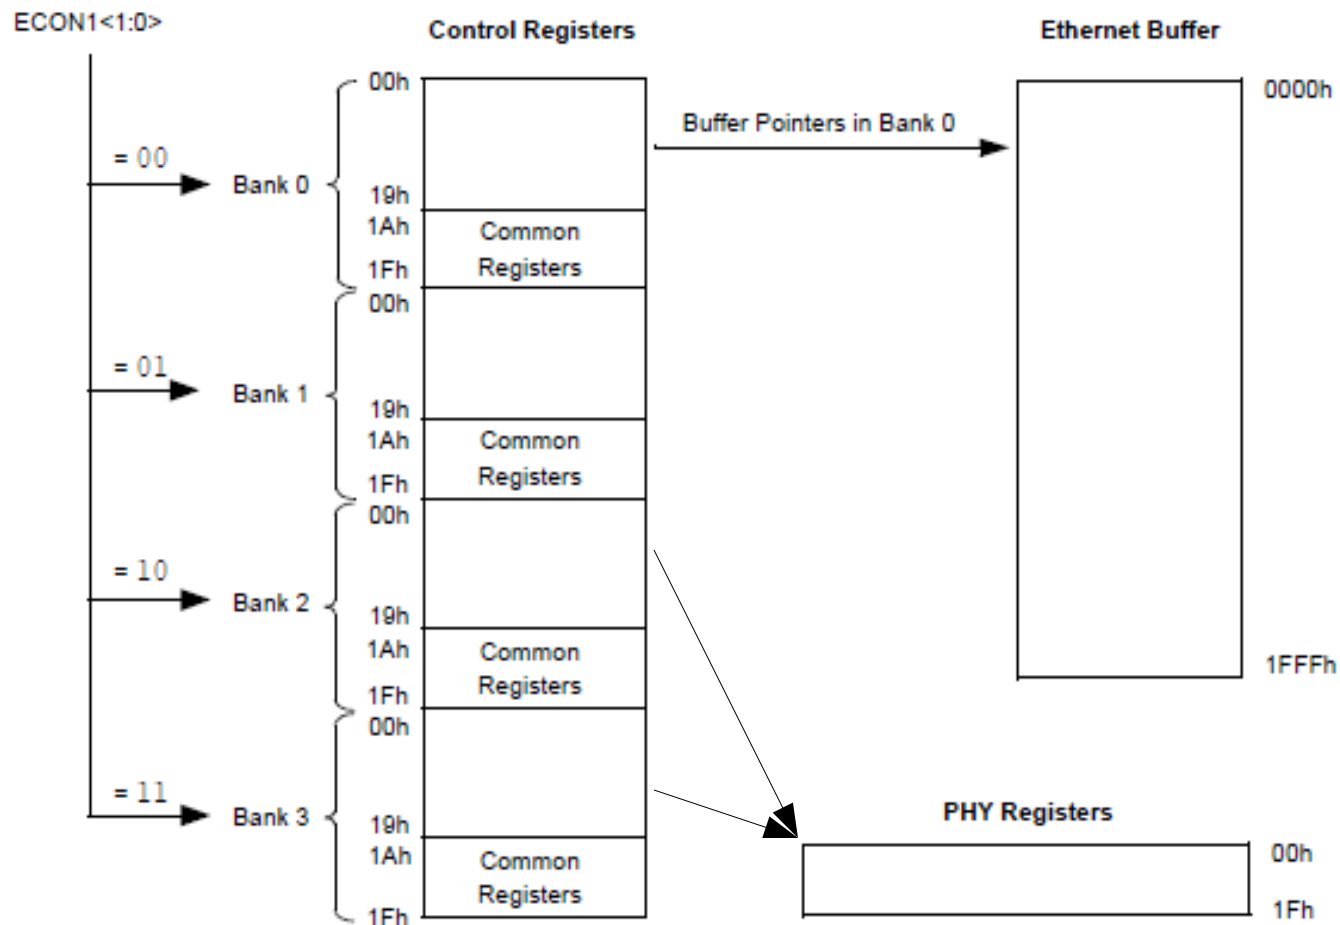 ECON1<1:0>
Control Registers
Ethernet Buffer
00h
0000h
Buffer Pointers in Bank 0
= 00
Bank 0
19h
1Ah
Common
Registers
1Fh
00h
= 01
Bank 1
19h
1Ah
Common
Registers
1Fh
00h
= 10
Bank 2
19h
1Ah
Common
Registers
1Fh
1FFFh
00h
= 11
Bank 3
19h
1Ah
Common
Registers
1Fh
PHY Registers
00h
1Fh